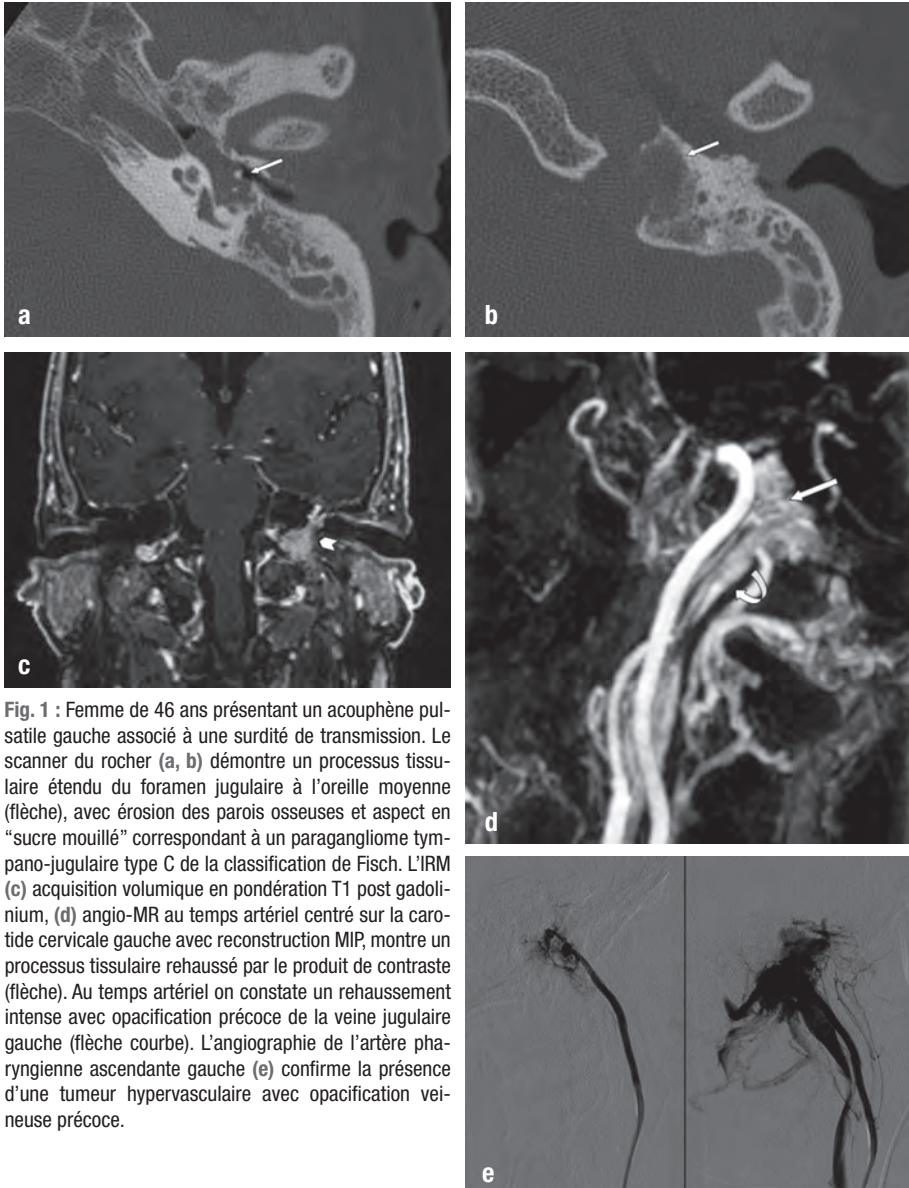 a
b
c
d
Fig. 1 : Femme de 46 ans présentant un acouphène pul-
satile gauche associé à une surdité de transmission. Le
scanner du rocher (a, b) démontre un processus tissu-
laire étendu du foramen jugulaire à l'oreille moyenne
(flèche), avec érosion des parois osseuses et aspect en
“sucre mouillé” correspondant à un paragangliome tym-
pano-jugulaire type C de la classification de Fisch. L'IRM
(c) acquisition volumique en pondération T1 post gadoli-
nium, (d) angio-MR au temps artériel centré sur la caro-
tide cervicale gauche avec reconstruction MIP, montre un
processus tissulaire rehaussé par le produit de contraste
(flèche). Au temps artériel on constate un rehaussement
intense avec opacification précoce de la veine jugulaire
gauche (flèche courbe). L'angiographie de l'artère pha-
ryngienne ascendante gauche (e) confirme la présence
d'une tumeur hypervasculaire avec opacification vei-
neuse précoce.
e